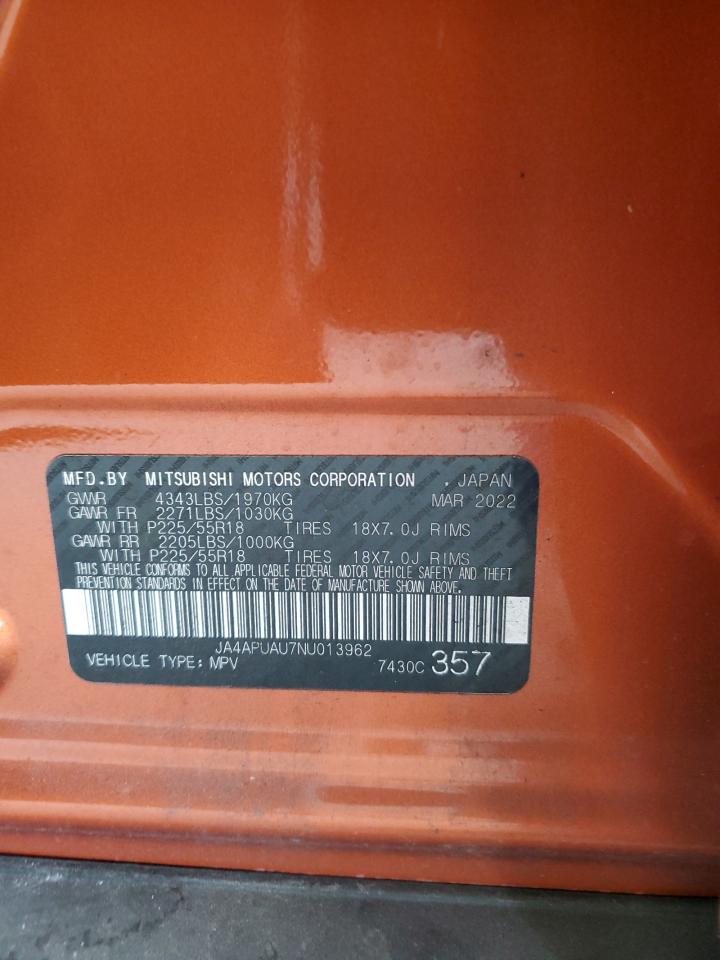 MFD.BY MITSUBISHI MOTORS CORPORATION . JAPAN
GVWR 4343LBS/1970KG MAR 2022
GAWR FR 2271LBS/1030KG
WITH P225/55R18 TIRES 18X7.0J RIMS
GAWR RR 2205LBS/1000KG
WITH P225/55R18 TIRES 18X7.0J RIMS
THIS VEHICLE CONFORMS TO ALL APPLICABLE FEDERAL MOTOR VEHICLE SAFETY AND THEFT
PREVENTION STANDARDS IN EFFECT ON THE DATE OF MANUFACTURE SHOWN ABOVE.
JA4APUAU7NU013962
VEHICLE TYPE: MPV 7430C 357